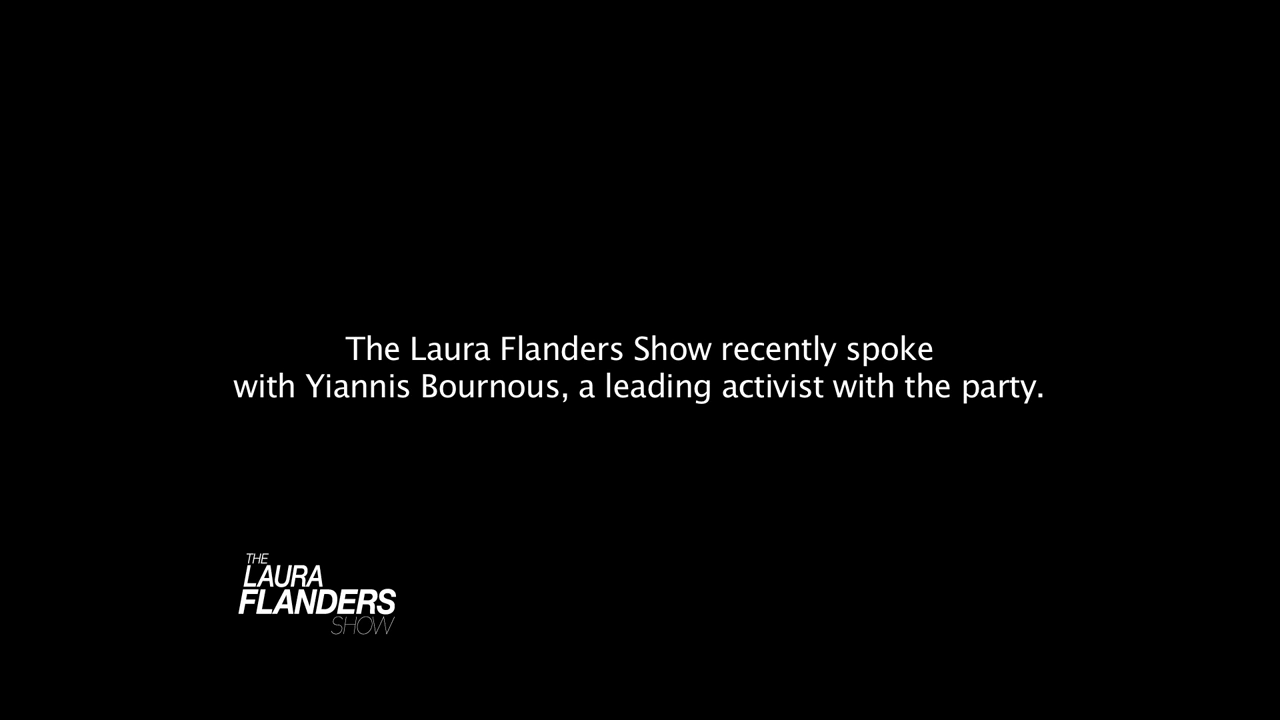 The Laura Flanders Show recently spoke
with Yiannis Bournous, a leading activist with the party.
THE
LAURA
FLANDERS
SHOW